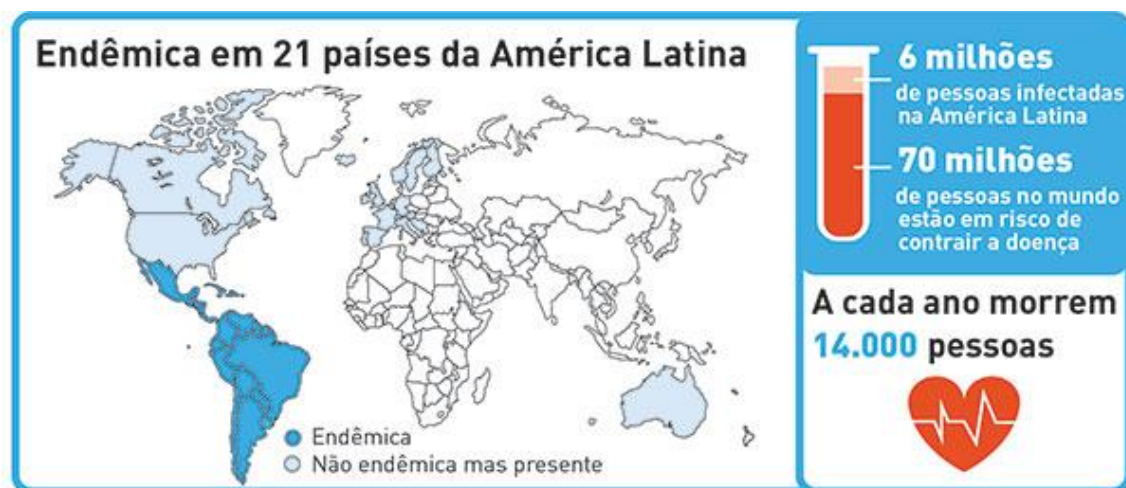 Endêmica em 21 países da América Latina
Endêmica
Não endêmica mas presente
6 milhões
de pessoas infectadas
na América Latina
70 milhões
de pessoas no mundo
estão em risco de
contrair a doença
A cada ano morrem
14.000 pessoas